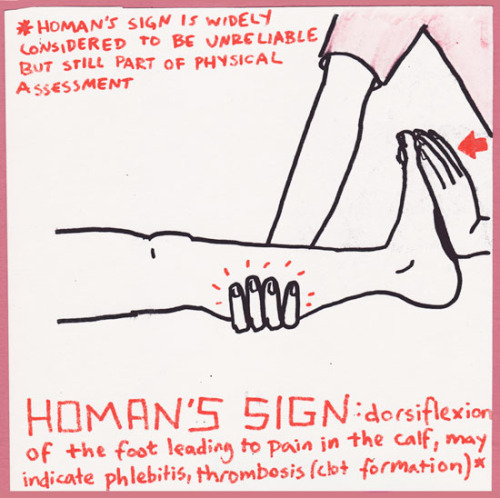 *HOMAN'S SIGN IS WIDELY
CONSIDERED TO BE UNRELIABLE
BUT STILL PART OF PHYSICAL
ASSESSMENT
HOMAN'S SIGN: dorsiflexion
of the foot leading to pain in the calf, may
indicate phlebitis, thrombosis (clot formation)*